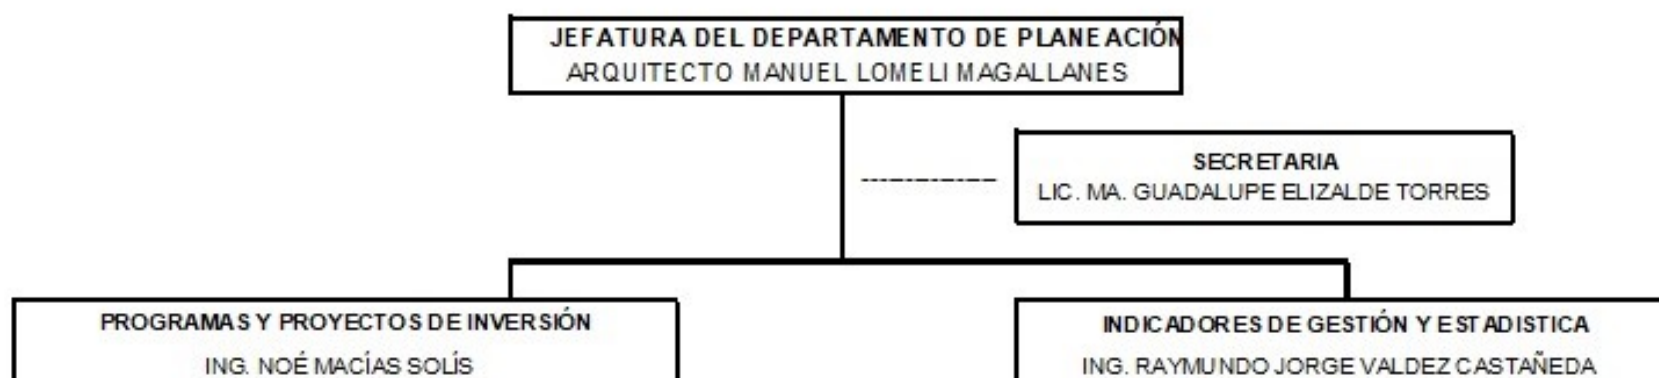 JEFATURA DEL DEPARTAMENTO DE PLANEACIÓN
ARQUITECTO MANUEL LOMELI MAGALLANES
SECRETARIA
LIC. MA. GUADALUPE ELIZALDE TORRES
PROGRAMAS Y PROYECTOS DE INVERSIÓN
ING. NOÉ MACÍAS SOLÍS
INDICADORES DE GESTIÓN Y ESTADISTICA
ING. RAYMUNDO JORGE VALDEZ CASTAÑEDA